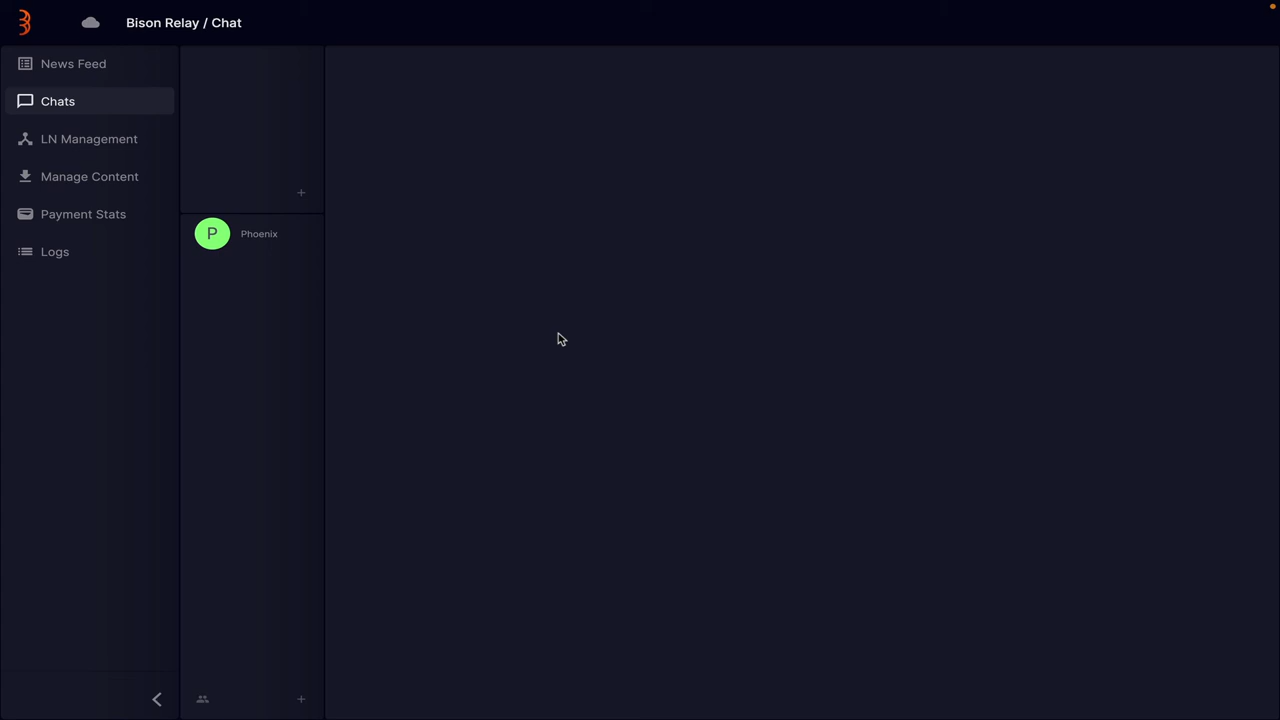 Bison Relay / Chat
News Feed
Chats
LN Management
Manage Content
Payment Stats
Logs
P
Phoenix